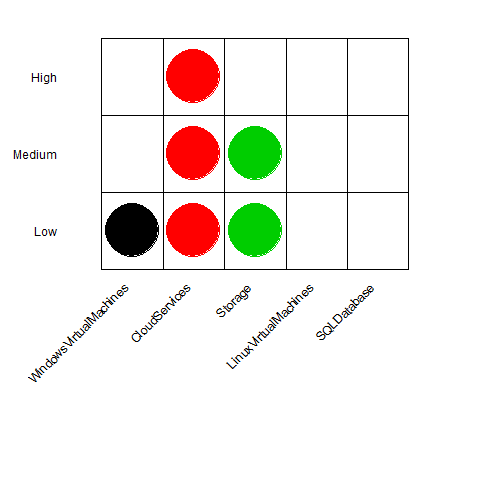 High
Medium
Low
WindowsVirtualMachines
CloudServices
Storage
LinuxVirtualMachines
SQLDatabase